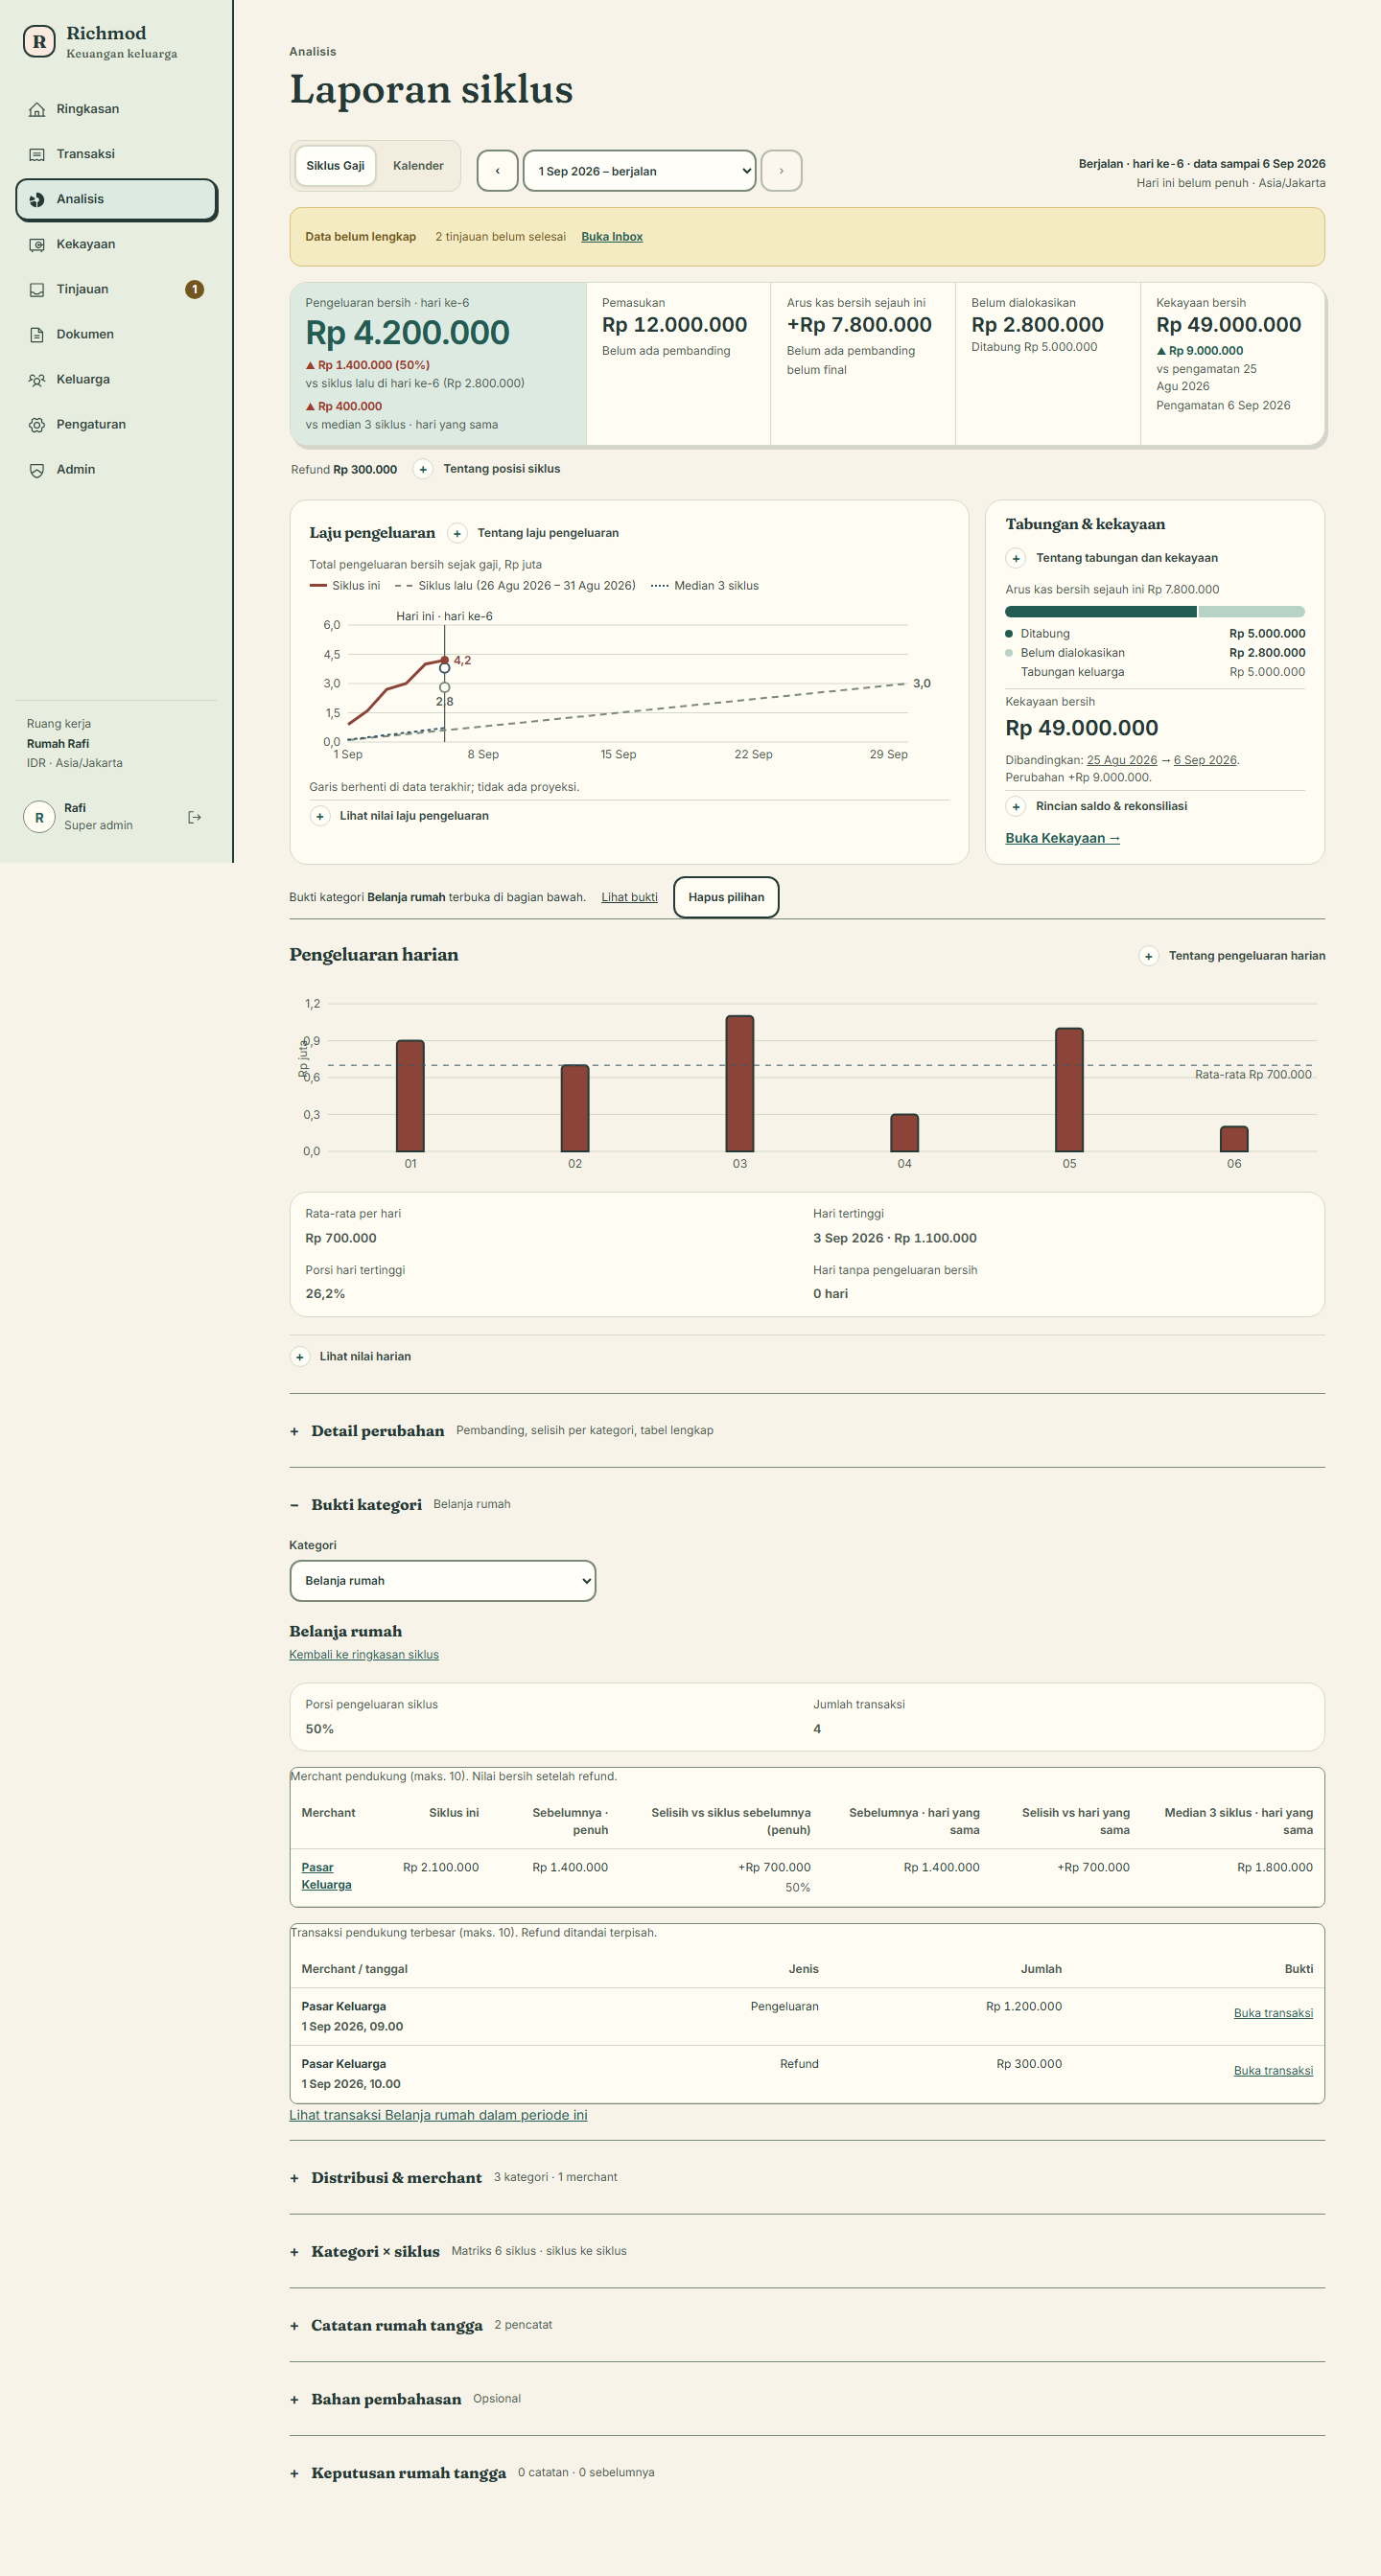 R
Richmod
Keuangan keluarga
Ringkasan
Transaksi
Analisis
Kekayaan
Tinjauan 1
Dokumen
Keluarga
Pengaturan
Admin
Ruang kerja
Rumah Rafi
IDR · Asia/Jakarta
R
Rafi
Super admin
Analisis
Laporan siklus
Siklus Gaji
Kalender
‹
1 Sep 2026 – berjalan
›
Berjalan · hari ke-6 · data sampai 6 Sep 2026
Hari ini belum penuh · Asia/Jakarta
Data belum lengkap 2 tinjauan belum selesai Buka Inbox
Pengeluaran bersih · hari ke-6
Rp 4.200.000
▲ Rp 1.400.000 (50%)
vs siklus lalu di hari ke-6 (Rp 2.800.000)
▲ Rp 400.000
vs median 3 siklus · hari yang sama
Pemasukan
Rp 12.000.000
Belum ada pembanding
Arus kas bersih sejauh ini
+Rp 7.800.000
Belum ada pembanding
belum final
Belum dialokasikan
Rp 2.800.000
Ditabung Rp 5.000.000
Kekayaan bersih
Rp 49.000.000
▲ Rp 9.000.000
vs pengamatan 25
Agu 2026
Pengamatan 6 Sep 2026
Refund Rp 300.000 + Tentang posisi siklus
Laju pengeluaran + Tentang laju pengeluaran
Total pengeluaran bersih sejak gaji, Rp juta
Siklus ini Siklus lalu (26 Agu 2026 – 31 Agu 2026) Median 3 siklus
Hari ini · hari ke-6
6,0
4,5
3,0
1,5
0,0
4,2
2,8
3,0
1 Sep 8 Sep 15 Sep 22 Sep 29 Sep
Garis berhenti di data terakhir; tidak ada proyeksi.
+ Lihat nilai laju pengeluaran
Tabungan & kekayaan
+ Tentang tabungan dan kekayaan
Arus kas bersih sejauh ini Rp 7.800.000
Ditabung Rp 5.000.000
Belum dialokasikan Rp 2.800.000
Tabungan keluarga Rp 5.000.000
Kekayaan bersih
Rp 49.000.000
Dibandingkan: 25 Agu 2026 → 6 Sep 2026.
Perubahan +Rp 9.000.000.
+ Rincian saldo & rekonsiliasi
Buka Kekayaan →
Bukti kategori Belanja rumah terbuka di bagian bawah. Lihat bukti Hapus pilihan
Pengeluaran harian
+ Tentang pengeluaran harian
Rp juta
1,2
0,9
0,6
0,3
0,0
Rata-rata Rp 700.000
01 02 03 04 05 06
Rata-rata per hari
Rp 700.000
Hari tertinggi
3 Sep 2026 · Rp 1.100.000
Porsi hari tertinggi
26,2%
Hari tanpa pengeluaran bersih
0 hari
+ Lihat nilai harian
+ Detail perubahan Pembanding, selisih per kategori, tabel lengkap
− Bukti kategori Belanja rumah
Kategori
Belanja rumah
Belanja rumah
Kembali ke ringkasan siklus
Porsi pengeluaran siklus
50%
Jumlah transaksi
4
Merchant pendukung (maks. 10). Nilai bersih setelah refund.
Merchant Siklus ini Sebelumnya · penuh Selisih vs siklus sebelumnya (penuh) Sebelumnya · hari yang sama Selisih vs hari yang sama Median 3 siklus · hari yang sama
Pasar Keluarga Rp 2.100.000 Rp 1.400.000 +Rp 700.000 50% Rp 1.400.000 +Rp 700.000 Rp 1.800.000
Transaksi pendukung terbesar (maks. 10). Refund ditandai terpisah.
Merchant / tanggal Jenis Jumlah Bukti
Pasar Keluarga Pengeluaran Rp 1.200.000 Buka transaksi
1 Sep 2026, 09.00
Pasar Keluarga Refund Rp 300.000 Buka transaksi
1 Sep 2026, 10.00
Lihat transaksi Belanja rumah dalam periode ini
+ Distribusi & merchant 3 kategori · 1 merchant
+ Kategori × siklus Matriks 6 siklus · siklus ke siklus
+ Catatan rumah tangga 2 pencatat
+ Bahan pembahasan Opsional
+ Keputusan rumah tangga 0 catatan · 0 sebelumnya